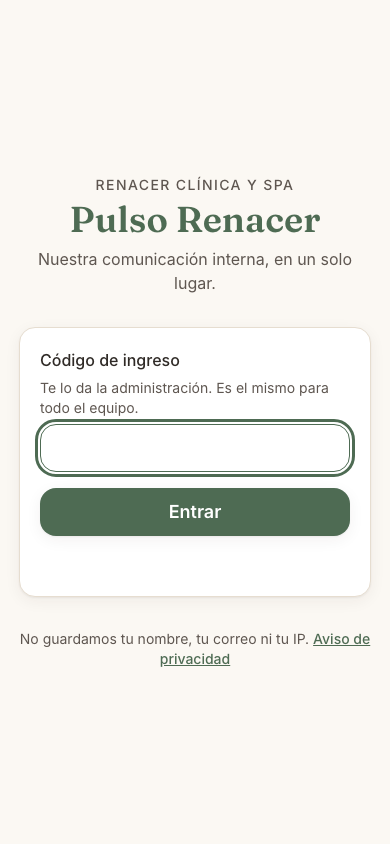 RENACER CLÍNICA Y SPA
Pulso Renacer
Nuestra comunicación interna, en un solo
lugar.
Código de ingreso
Te lo da la administración. Es el mismo para
todo el equipo.
Entrar
No guardamos tu nombre, tu correo ni tu IP. Aviso de
privacidad